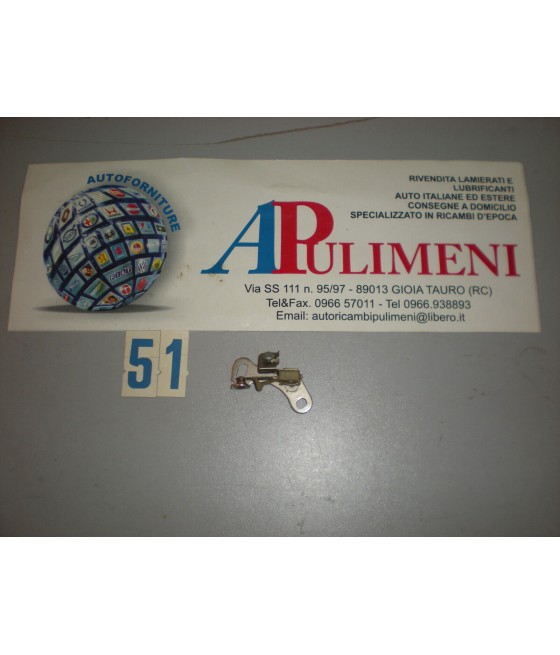 AUTOFORNITURE
RIVENDITA LAMIERATI E
LUBRIFICANTI
AUTO ITALIANE ED ESTERE
CONSEGNE A DOMICILIO
SPECIALIZZATO IN RICAMBI D'EPOCA
APULIMENI
Via SS 111 n. 95/97 - 89013 GIOIA TAURO (RC)
Tel&Fax. 0966 57011 - Tel 0966.938893
Email: autoricambipulimeni@libero.it
51